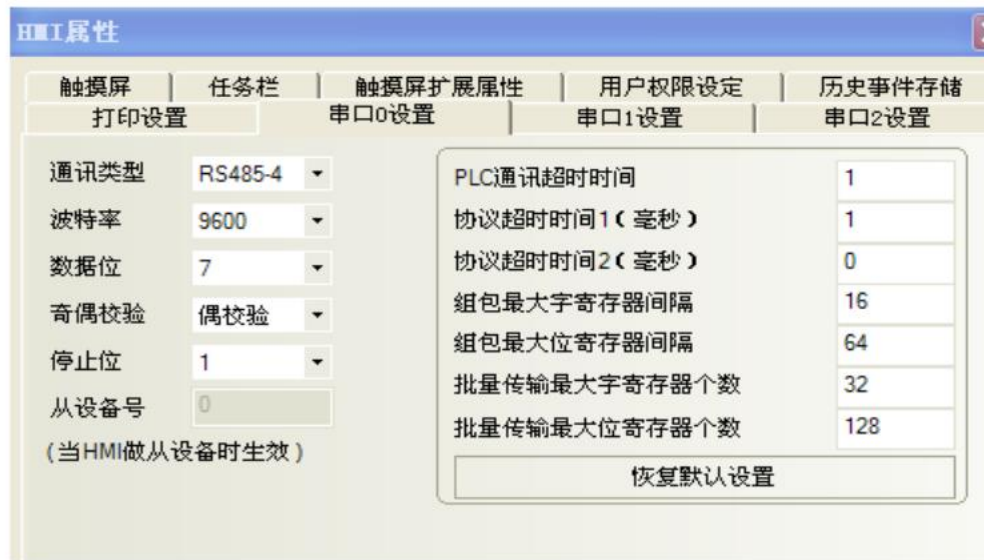 HMI属性
触摸屏 任务栏 触摸屏扩展属性 用户权限设定 历史事件存储
打印设置 串口0设置 串口1设置 串口2设置
通讯类型 RS485-4
波特率 9600
数据位 7
奇偶校验 偶校验
停止位 1
从设备号 0
(当HMI做从设备时生效)
PLC通讯超时时间 1
协议超时时间1(毫秒) 1
协议超时时间2(毫秒) 0
组包最大字寄存器间隔 16
组包最大位寄存器间隔 64
批量传输最大字寄存器个数 32
批量传输最大位寄存器个数 128
恢复默认设置